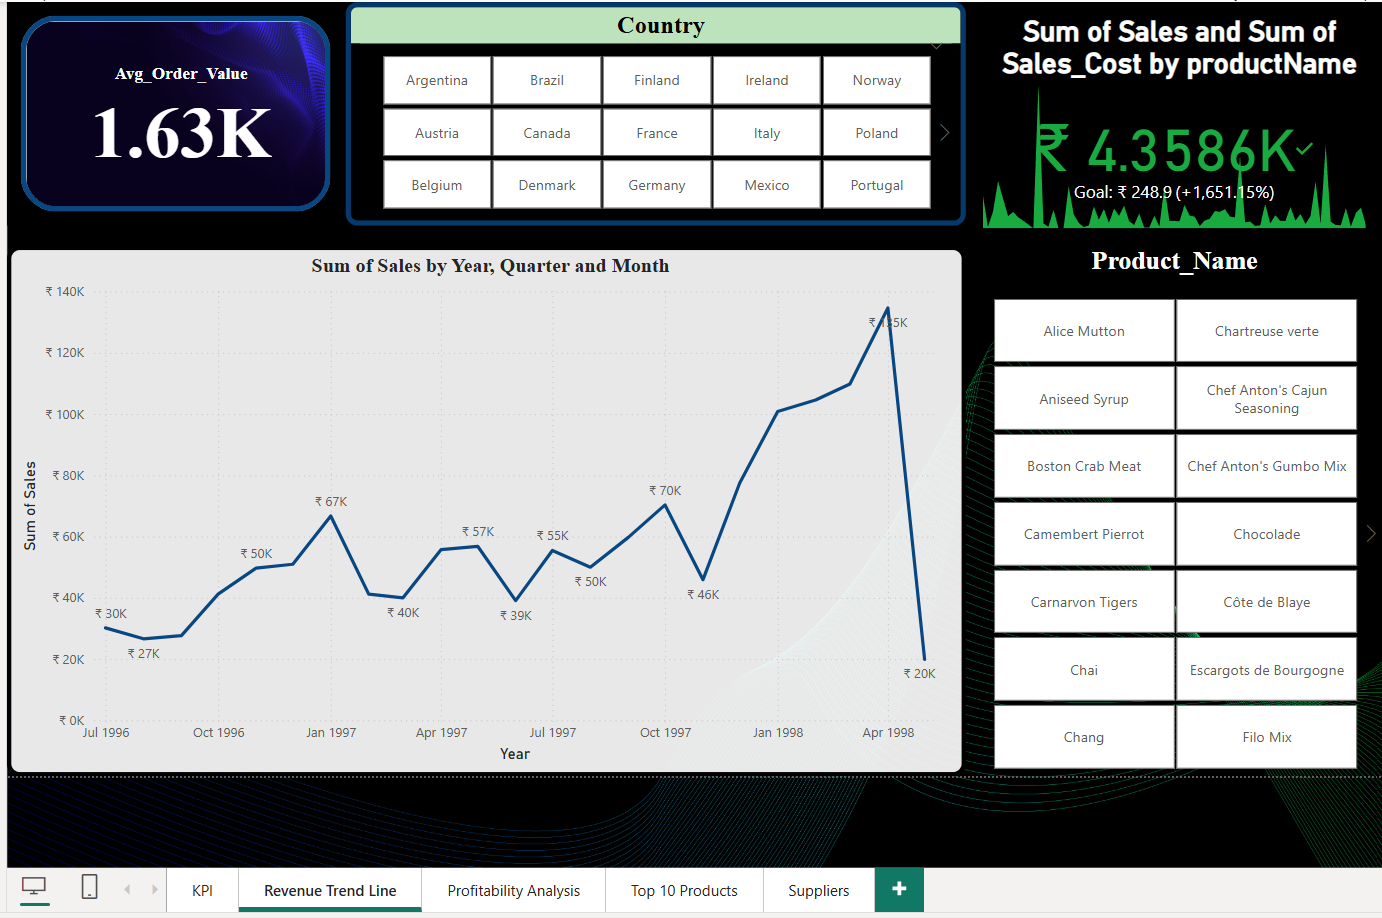 Avg_Order_Value
1.63K
Country
Argentina Brazil Finland Ireland Norway
Austria Canada France Italy Poland
Belgium Denmark Germany Mexico Portugal
Sum of Sales and Sum of
Sales_Cost by productName
₹ 4.3586K
Goal: ₹ 248.9 (+1,651.15%)
Sum of Sales by Year, Quarter and Month
₹ 140K
₹ 120K
₹ 100K
₹ 80K
₹ 60K
₹ 40K
₹ 20K
₹ 0K
Sum of Sales
₹ 30K
₹ 27K
₹ 50K
₹ 67K
₹ 40K
₹ 57K
₹ 39K
₹ 55K
₹ 50K
₹ 70K
₹ 46K
₹ 135K
₹ 20K
Jul 1996 Oct 1996 Jan 1997 Apr 1997 Jul 1997 Oct 1997 Jan 1998 Apr 1998
Year
Product_Name
Alice Mutton Chartreuse verte
Aniseed Syrup Chef Anton's Cajun
Seasoning
Boston Crab Meat Chef Anton's Gumbo Mix
Camembert Pierrot Chocolade
Carnarvon Tigers Côte de Blaye
Chai Escargots de Bourgogne
Chang Filo Mix
KPI Revenue Trend Line Profitability Analysis Top 10 Products Suppliers +